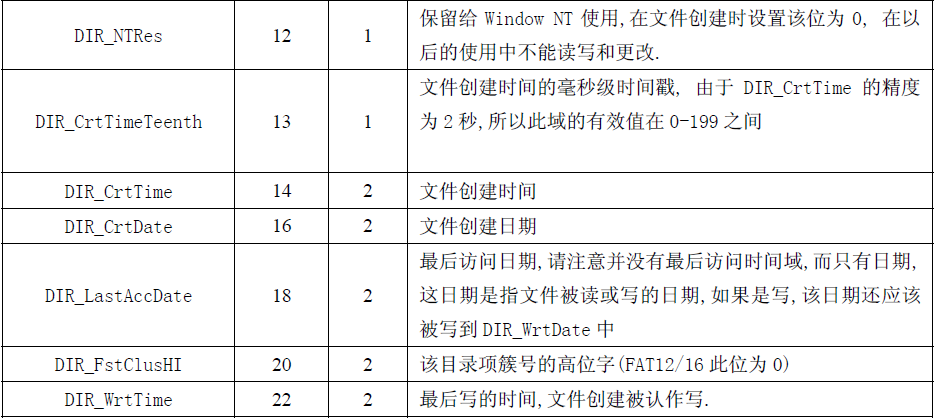 DIR_NTRes 12 1 保留给 Window NT 使用,在文件创建时设置该位为 0, 在以
后的使用中不能读写和更改.
DIR_CrtTimeTeenth 13 1 文件创建时间的毫秒级时间戳, 由于 DIR_CrtTime 的精度
为 2 秒,所以此域的有效值在 0-199 之间
DIR_CrtTime 14 2 文件创建时间
DIR_CrtDate 16 2 文件创建日期
DIR_LastAccDate 18 2 最后访问日期,请注意并没有最后访问时间域,而只有日期,
这日期是指文件被读或写的日期,如果是写,该日期还应该
被写到 DIR_WrtDate 中
DIR_FstClusHI 20 2 该目录项簇号的高位字(FAT12/16 此位为 0)
DIR_WrtTime 22 2 最后写的时间,文件创建被认作写.